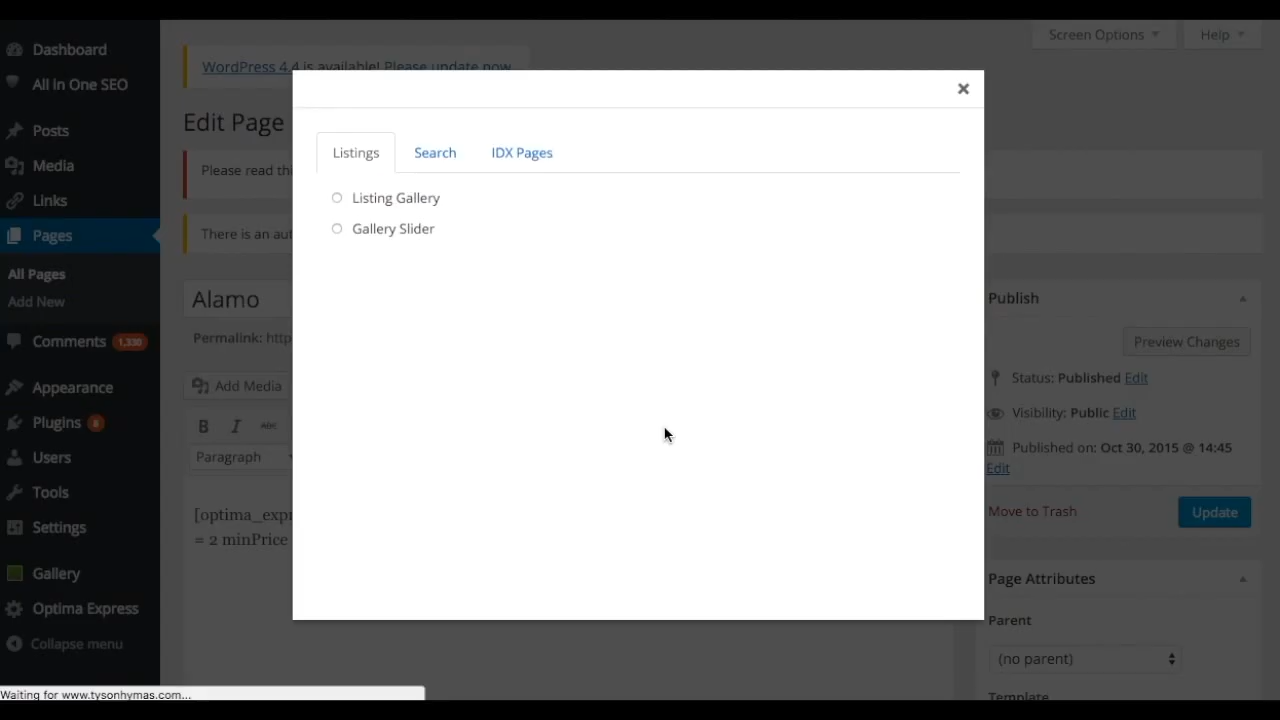 Dashboard
All in One SEO
Posts
Media
Links
Pages
All Pages
Add New
Comments 1,330
Appearance
Plugins 8
Users
Tools
Settings
Gallery
Optima Express
Collapse menu
Screen Options
Help
WordPress 4.4 is available! Please update now
Edit Page
Please read thi
There is an aut
Alamo
Permalink: http
Add Media
B I ABC
Paragraph
[optima_expr
= 2 minPrice
×
Listings
Search
IDX Pages
Listing Gallery
Gallery Slider
Publish
Preview Changes
Status: Published Edit
Visibility: Public Edit
Published on: Oct 30, 2015 @ 14:45
Edit
Move to Trash
Update
Page Attributes
Parent
(no parent)
Template
Waiting for www.tysonhymas.com...